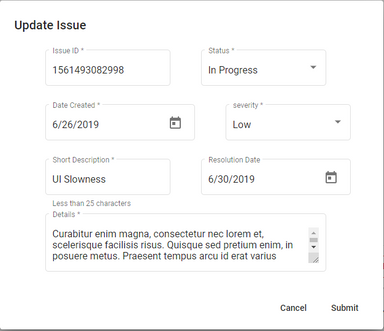 Update Issue
Issue ID *
Status *
1561493082998
In Progress
Date Created *
severity *
6/26/2019
Low
Short Description *
Resolution Date
UI Slowness
6/30/2019
Less than 25 characters
Details *
Curabitur enim magna, consectetur nec lorem et,
scelerisque facilisis risus. Quisque sed pretium enim, in
posuere metus. Praesent tempus arcu id erat varius
Cancel
Submit